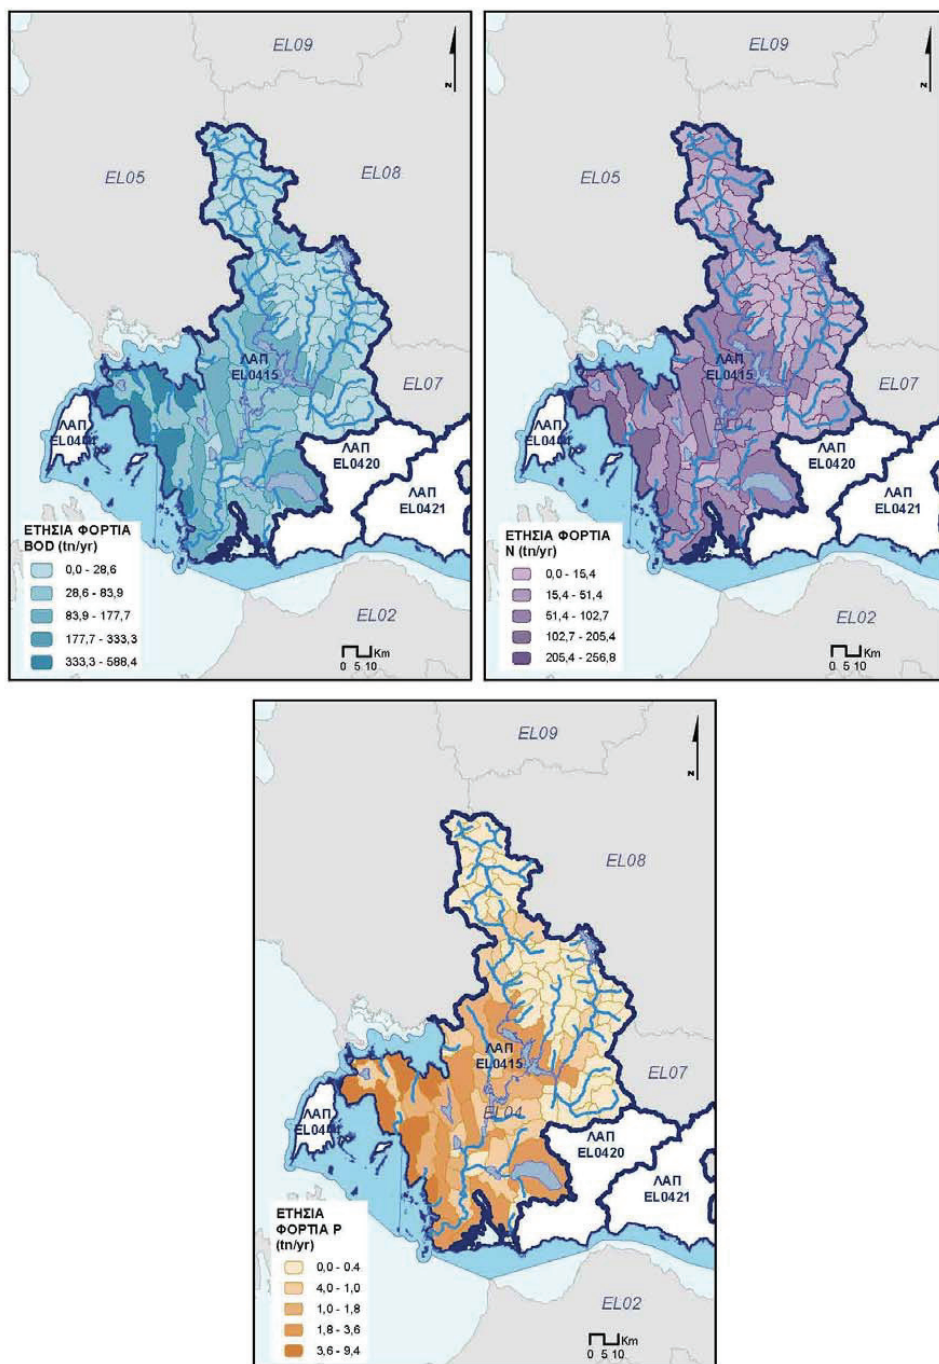 EL09
N
EL05
EL08
ΛΑΠ
EL0415
EL07
ΛΑΠ
ΛΑΠ
EL0420
ΛΑΠ
EL0421
ΕΤΗΣΙΑ ΦΟΡΤΙΑ
BOD (tn/yr)
0,0 - 28,6
28,6 - 83,9
83,9 - 177,7
177,7 - 333,3
333,3 - 588,4
EL02
Km
0 5 10
EL09
N
EL05
EL08
ΛΑΠ
EL0415
EL04
EL07
ΛΑΠ
ΛΑΠ
EL0420
ΛΑΠ
EL0421
ΕΤΗΣΙΑ ΦΟΡΤΙΑ
N (tn/yr)
0,0 - 15,4
15,4 - 51,4
51,4 - 102,7
102,7 - 205,4
205,4 - 256,8
EL02
Km
0 5 10
EL09
N
EL08
ΛΑΠ
EL0415
EL04
EL07
ΛΑΠ
ΛΑΠ
EL0420
ΛΑΠ
EL0421
ΕΤΗΣΙΑ
ΦΟΡΤΙΑ P
(tn/yr)
0,0 - 0.4
4,0 - 1,0
1,0 - 1,8
1,8 - 3,6
3,6 - 9,4
EL02
Km
0 5 10